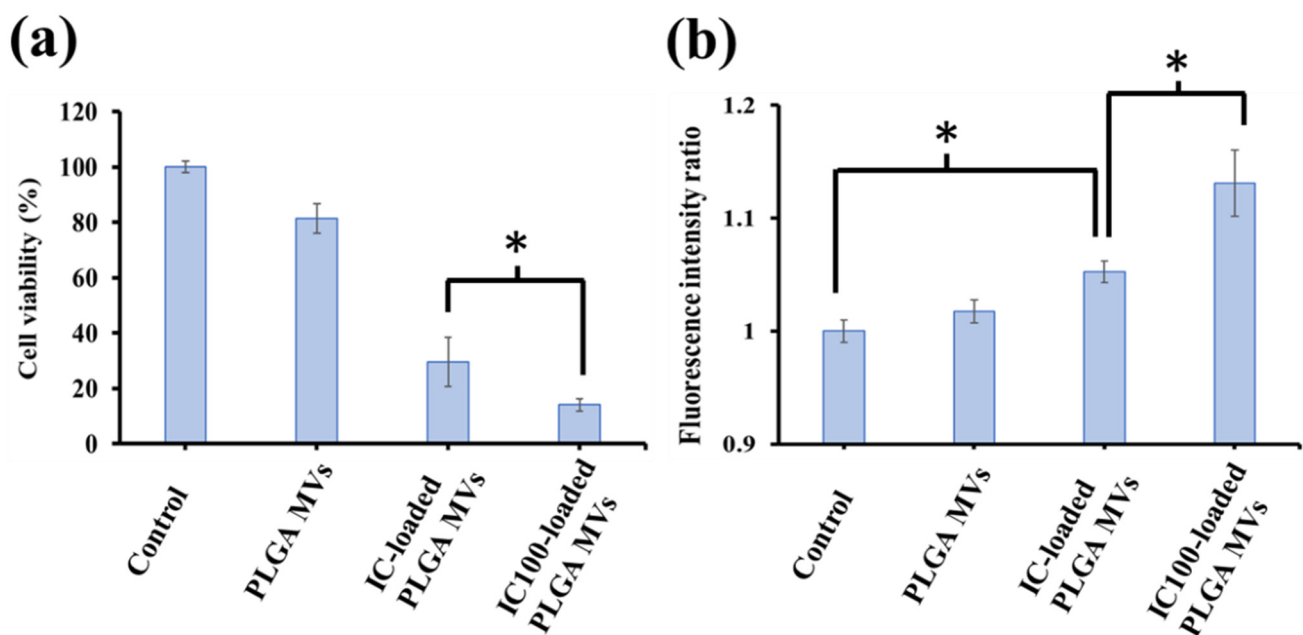 (a)
Cell viability (%)
120
100
80
60
40
20
0
*
Control
PLGA MVs
IC-loaded
PLGA MVs
IC100-loaded
PLGA MVs
(b)
Fluorescence intensity ratio
1.2
1.1
1
0.9
*
*
Control
PLGA MVs
IC-loaded
PLGA MVs
IC100-loaded
PLGA MVs